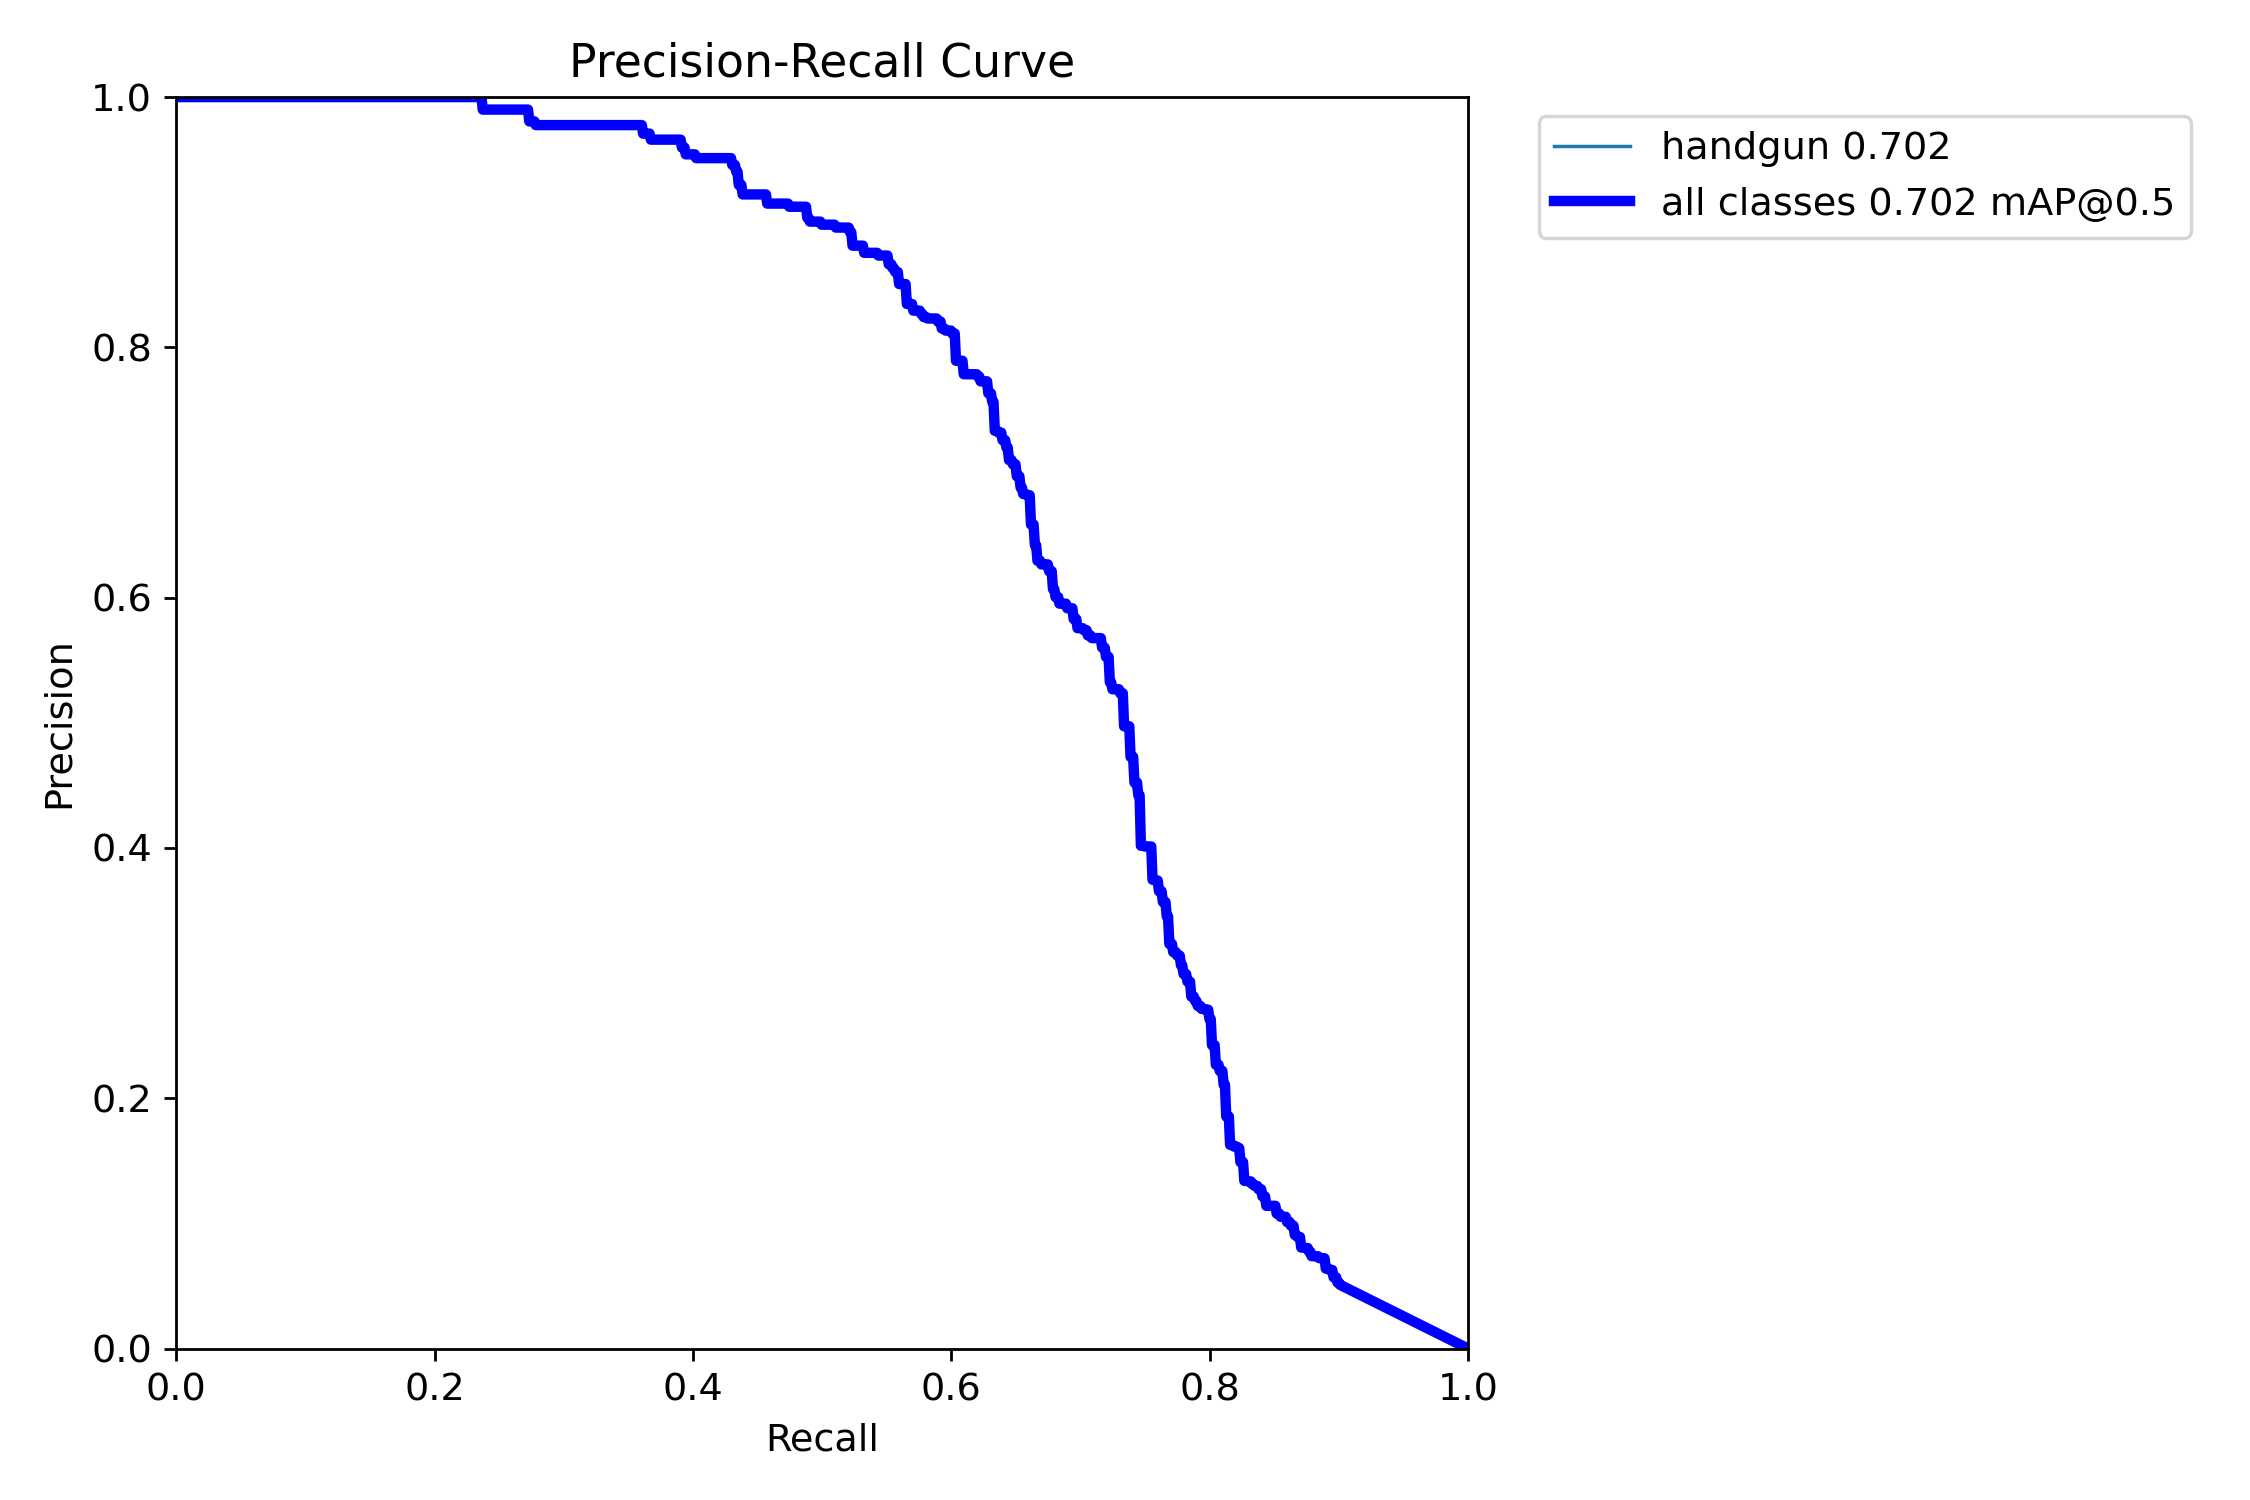 Precision-Recall Curve
1.0
0.8
0.6
0.4
0.2
0.0
Precision
0.0 0.2 0.4 0.6 0.8 1.0
Recall
handgun 0.702
all classes 0.702 mAP@0.5